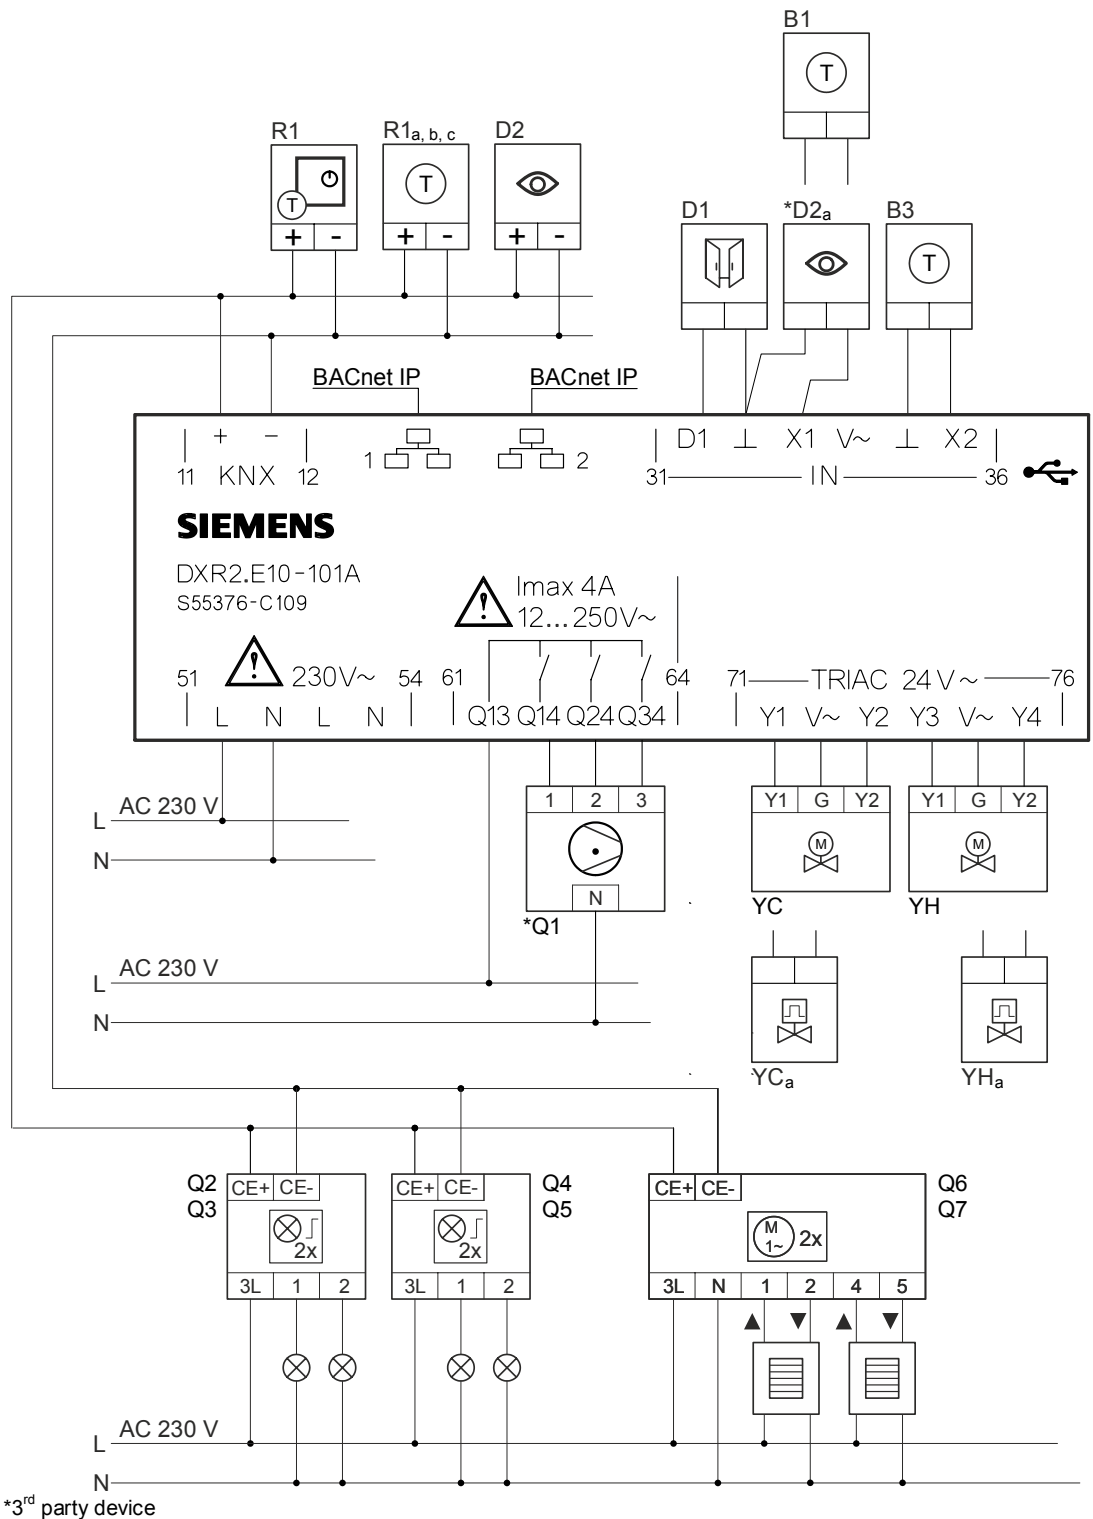 B1
T
R1
R1a, b, c
D2
T
T
+ -
+ -
+ -
D1
*D2a
B3
T
BACnet IP
BACnet IP
+ -
11 KNX 12
1
2
D1 ⊥ X1 V~ ⊥ X2
31 IN 36
SIEMENS
DXR2.E10-101A
S55376-C109
! Imax 4A
12...250V~
51 ! 230V~ 54
61 64
71 TRIAC 24 V~ 76
L N L N
Q13 Q14 Q24 Q34
Y1 V~ Y2 Y3 V~ Y4
L AC 230 V
N
1 2 3
N
*Q1
Y1 G Y2
M
YC
Y1 G Y2
M
YH
L AC 230 V
N
YCa
YHa
Q2
Q3
CE+ CE-
2x
3L 1 2
CE+ CE-
2x
3L 1 2
Q4
Q5
CE+ CE-
M
1~ 2x
3L N 1 2 4 5
Q6
Q7
▲ ▼ ▲ ▼
L AC 230 V
N
*3rd party device